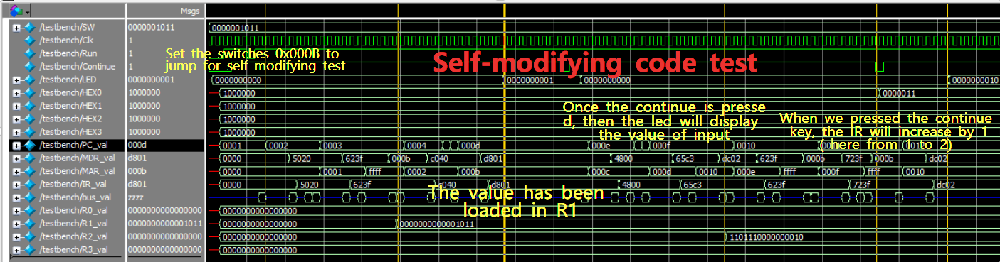 Msgs
/testbench/SW 0000001011 0000001011
/testbench/Clk 1
/testbench/Run 1
/testbench/Continue 1
Set the switches 0x000B to
jump for self modifying test
Self-modifying code test
/testbench/LED 0000000001 0000000000 0000000001 0000000000 0000000010
/testbench/HEX0 1000000 1000000 0000011
/testbench/HEX1 1000000 1000000
/testbench/HEX2 1000000 1000000
/testbench/HEX3 1000000 1000000
Once the continue is presse
d, then the led will display
the value of input
When we pressed the continue
key, the IR will increase by 1
( here from 1 to 2)
/testbench/PC_val 000d 0001 0002 0003 0004 000d 000e 000f 0010
/testbench/MDR_val d801 0000 5020 623f 000b c040 d801 4800 65c3 dc02 623f 000b 723f 000b dc02
/testbench/MAR_val 000b 0000 0001 ffff 0002 000b 000c 000d 0010 000e ffff 000f ffff 0010
/testbench/IR_val d801 0000 5020 623f c040 d801 4800 65c3 623f 723f dc02
/testbench/bus_val zzzz
The value has been
loaded in R1
/testbench/R0_val 0000000000000000 0000000000000000
/testbench/R1_val 0000000000001011 0000000000000000 0000000000001011
/testbench/R2_val 0000000000000000 0000000000000000 1101110000000010
/testbench/R3_val 0000000000000000 0000000000000000